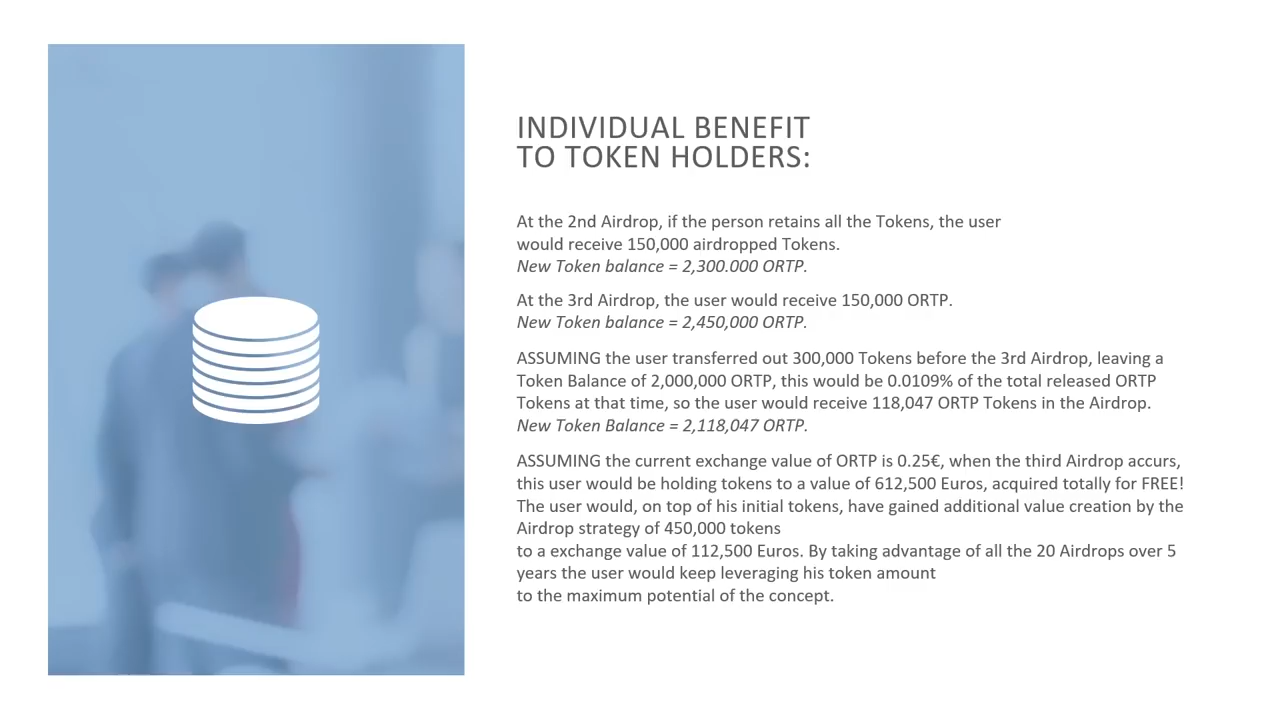 INDIVIDUAL BENEFIT
TO TOKEN HOLDERS:
At the 2nd Airdrop, if the person retains all the Tokens, the user
would receive 150,000 airdropped Tokens.
New Token balance = 2,300.000 ORTP.
At the 3rd Airdrop, the user would receive 150,000 ORTP.
New Token balance = 2,450,000 ORTP.
ASSUMING the user transferred out 300,000 Tokens before the 3rd Airdrop, leaving a
Token Balance of 2,000,000 ORTP, this would be 0.0109% of the total released ORTP
Tokens at that time, so the user would receive 118,047 ORTP Tokens in the Airdrop.
New Token Balance = 2,118,047 ORTP.
ASSUMING the current exchange value of ORTP is 0.25€, when the third Airdrop accurs,
this user would be holding tokens to a value of 612,500 Euros, acquired totally for FREE!
The user would, on top of his initial tokens, have gained additional value creation by the
Airdrop strategy of 450,000 tokens
to a exchange value of 112,500 Euros. By taking advantage of all the 20 Airdrops over 5
years the user would keep leveraging his token amount
to the maximum potential of the concept.